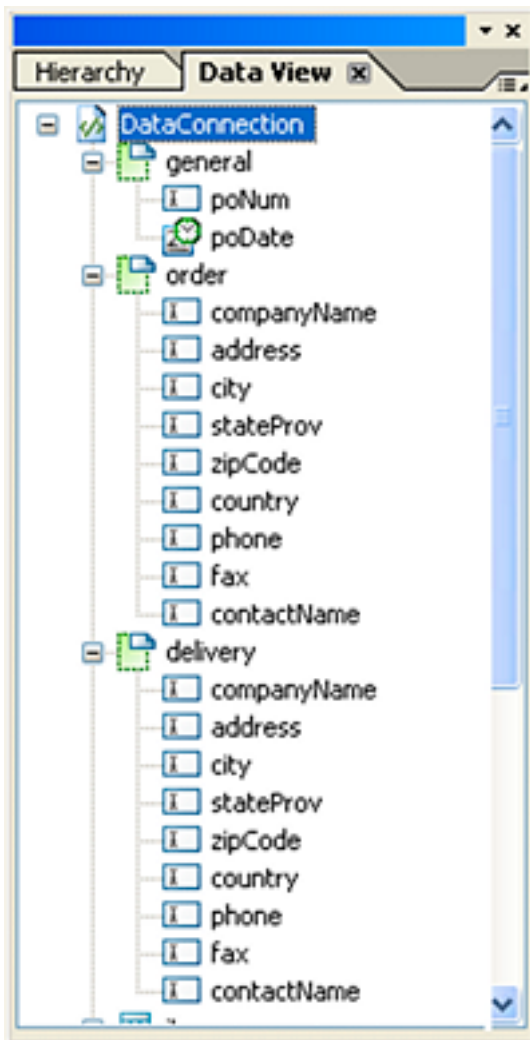 Hierarchy Data View
DataConnection
general
poNum
poDate
order
companyName
address
city
stateProv
zipCode
country
phone
fax
contactName
delivery
companyName
address
city
stateProv
zipCode
country
phone
fax
contactName